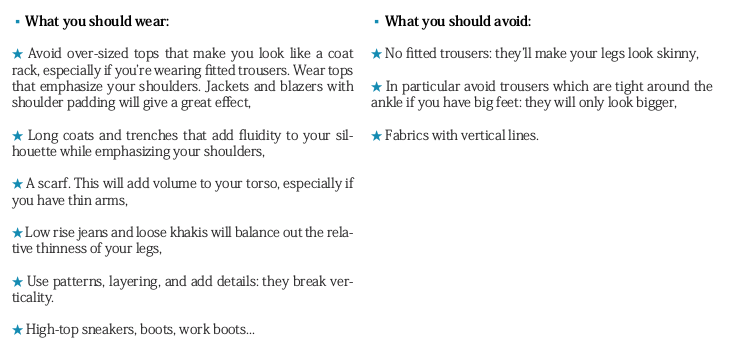 ▪ What you should wear:
★ Avoid over-sized tops that make you look like a coat
rack, especially if you're wearing fitted trousers. Wear tops
that emphasize your shoulders. Jackets and blazers with
shoulder padding will give a great effect,
★ Long coats and trenches that add fluidity to your sil-
houette while emphasizing your shoulders,
★ A scarf. This will add volume to your torso, especially if
you have thin arms,
★ Low rise jeans and loose khakis will balance out the rela-
tive thinness of your legs,
★ Use patterns, layering, and add details: they break ver-
ticality.
★ High-top sneakers, boots, work boots...
▪ What you should avoid:
★ No fitted trousers: they'll make your legs look skinny,
★ In particular avoid trousers which are tight around the
ankle if you have big feet: they will only look bigger,
★ Fabrics with vertical lines.